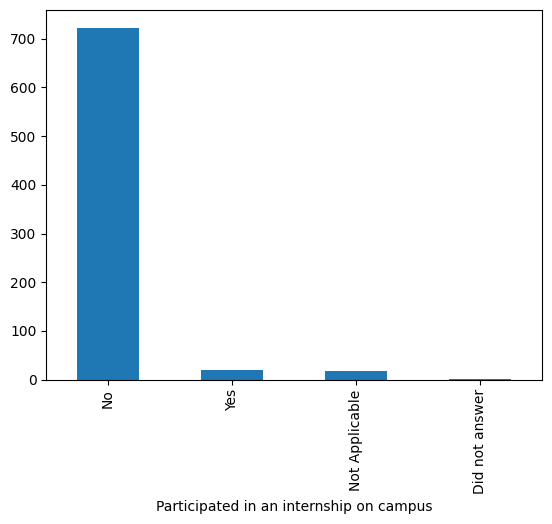 700
600
500
400
300
200
100
0
No
Yes
Not Applicable
Did not answer
Participated in an internship on campus